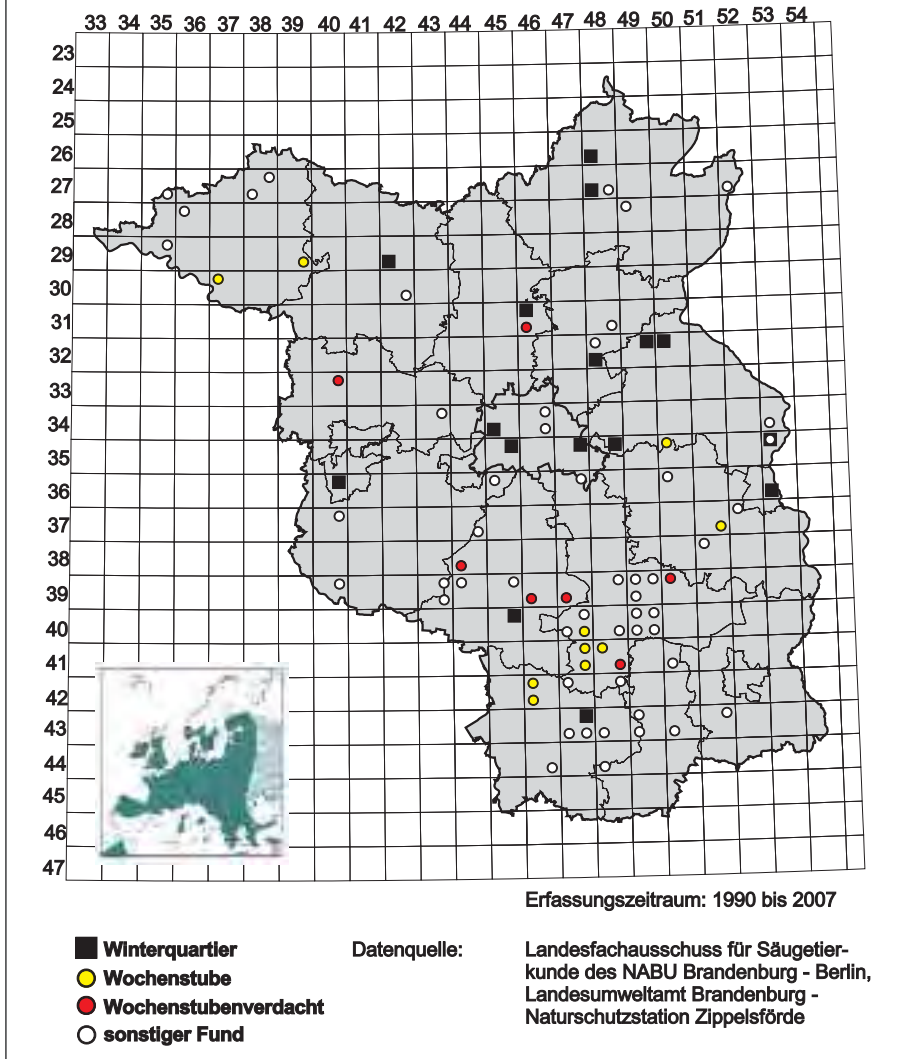 33 34 35 36 37 38 39 40 41 42 43 44 45 46 47 48 49 50 51 52 53 54
23
24
25
26
27
28
29
30
31
32
33
34
35
36
37
38
39
40
41
42
43
44
45
46
47
Erfassungszeitraum: 1990 bis 2007
Winterquartier
Wochenstube
Wochenstubenverdacht
sonstiger Fund
Datenquelle:
Landesfachausschuss für Säugetier-
kunde des NABU Brandenburg - Berlin,
Landesumweltamt Brandenburg -
Naturschutzstation Zippelsförde